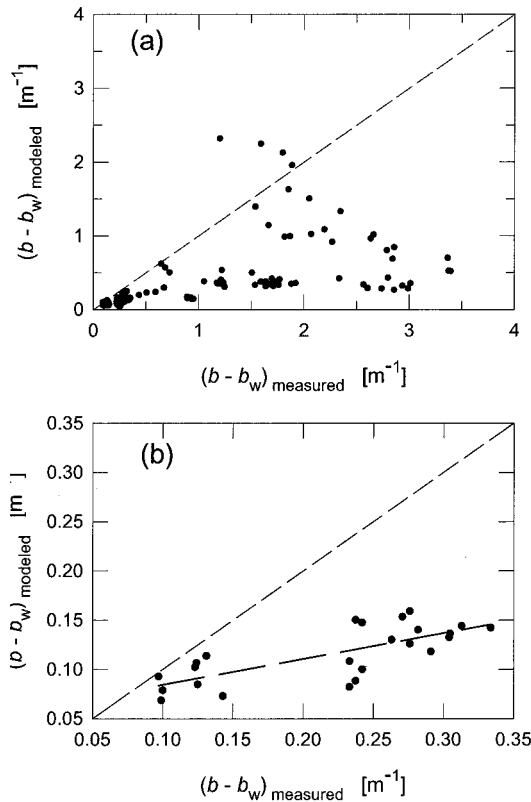 (a)
4
3
2
1
0
(b - bw) modeled [m⁻¹]
0 1 2 3 4
(b - bw) measured [m⁻¹]
(b)
0.35
0.30
0.25
0.20
0.15
0.10
0.05
(b - bw) modeled [m⁻]
0.05 0.10 0.15 0.20 0.25 0.30 0.35
(b - bw) measured [m⁻¹]